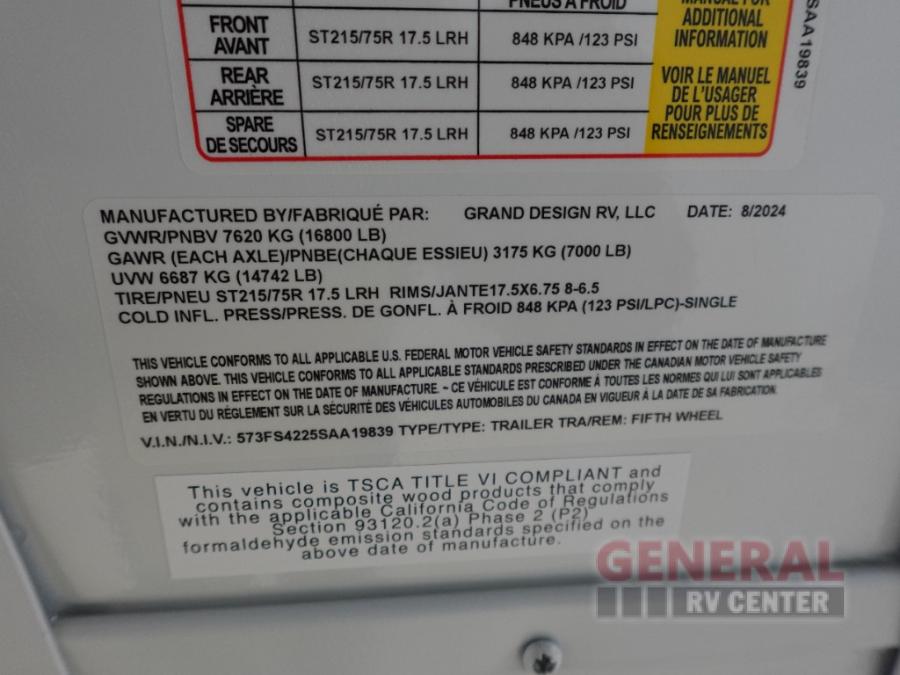 PNEUS À FROID
MANUAL FOR
ADDITIONAL
INFORMATION
FRONT
AVANT
ST215/75R 17.5 LRH
848 KPA /123 PSI
REAR
ARRIÈRE
ST215/75R 17.5 LRH
848 KPA /123 PSI
SPARE
DE SECOURS
ST215/75R 17.5 LRH
848 KPA /123 PSI
VOIR LE MANUEL
DE L'USAGER
POUR PLUS DE
RENSEIGNEMENTS
SAA19839
MANUFACTURED BY/FABRIQUÉ PAR: GRAND DESIGN RV, LLC DATE: 8/2024
GVWR/PNBV 7620 KG (16800 LB)
GAWR (EACH AXLE)/PNBE(CHAQUE ESSIEU) 3175 KG (7000 LB)
UVW 6687 KG (14742 LB)
TIRE/PNEU ST215/75R 17.5 LRH RIMS/JANTE17.5X6.75 8-6.5
COLD INFL. PRESS/PRESS. DE GONFL. À FROID 848 KPA (123 PSI/LPC)-SINGLE
THIS VEHICLE CONFORMS TO ALL APPLICABLE U.S. FEDERAL MOTOR VEHICLE SAFETY STANDARDS IN EFFECT ON THE DATE OF MANUFACTURE
SHOWN ABOVE. THIS VEHICLE CONFORMS TO ALL APPLICABLE STANDARDS PRESCRIBED UNDER THE CANADIAN MOTOR VEHICLE SAFETY
REGULATIONS IN EFFECT ON THE DATE OF MANUFACTURE. - CE VÉHICULE EST CONFORME À TOUTES LES NORMES QUI LUI SONT APPLICABLES
EN VERTU DU RÈGLEMENT SUR LA SÉCURITÉ DES VÉHICULES AUTOMOBILES DU CANADA EN VIGUEUR À LA DATE DE SA FABRICATION.
V.I.N./N.I.V.: 573FS4225SAA19839 TYPE/TYPE: TRAILER TRA/REM: FIFTH WHEEL
This vehicle is TSCA TITLE VI COMPLIANT and
contains composite wood products that comply
with the applicable California Code of Regulations
Section 93120.2(a) Phase 2 (P2)
formaldehyde emission standards specified on the
above date of manufacture.
GENERAL
RV CENTER